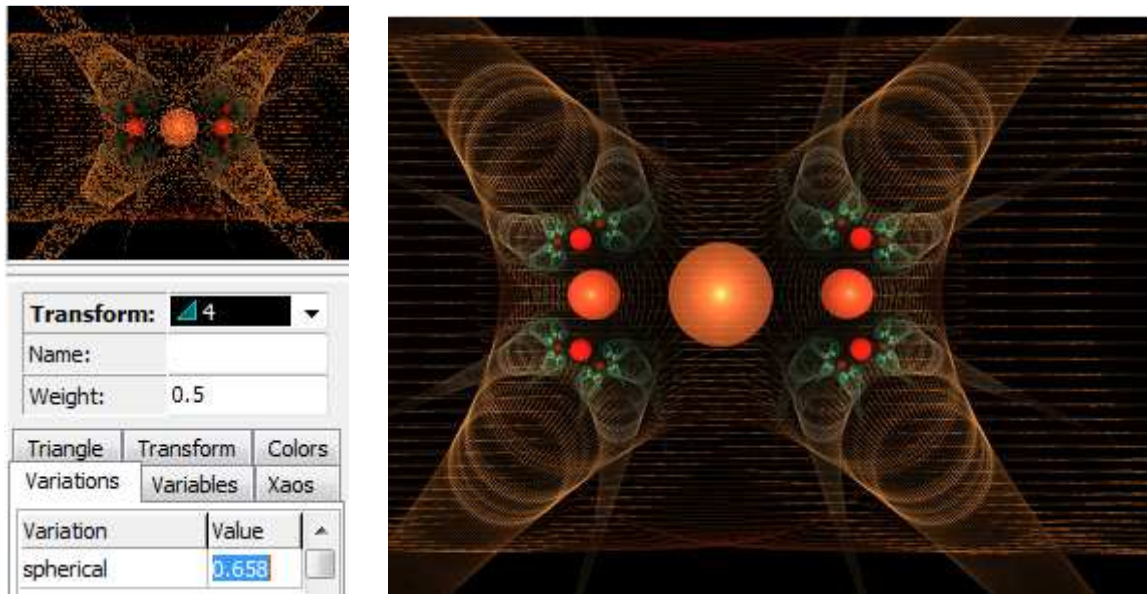 Transform: 4
Name:
Weight: 0.5
Triangle Transform Colors
Variations Variables Xaos
Variation Value
spherical 0.658